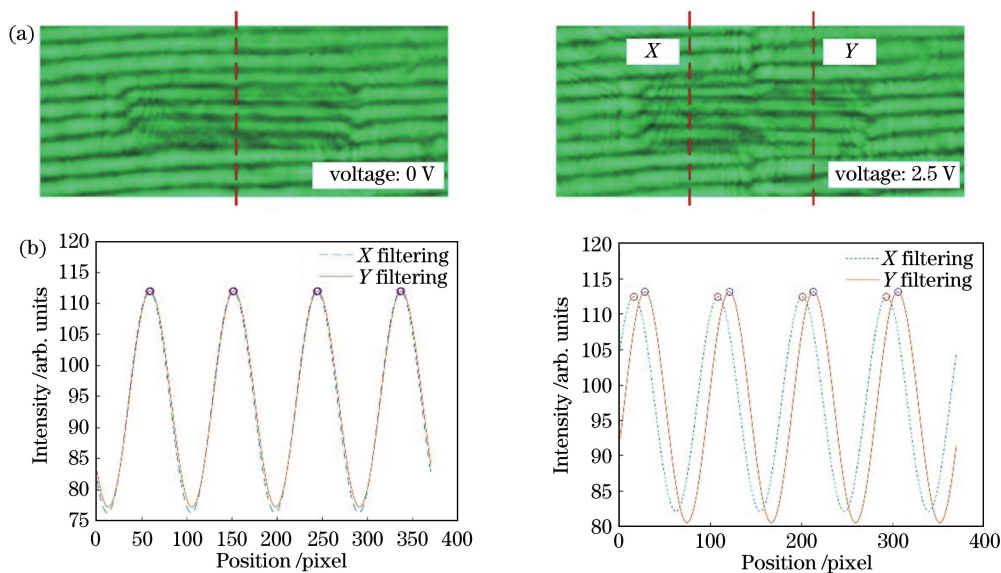 (a)
voltage: 0 V
X
Y
voltage: 2.5 V
(b)
120
115
110
105
100
95
90
85
80
75
0
50
100
150
200
250
300
350
400
Intensity /arb. units
Position /pixel
X filtering
Y filtering
120
115
110
105
100
95
90
85
80
0
100
200
300
400
Intensity /arb. units
Position /pixel
X filtering
Y filtering